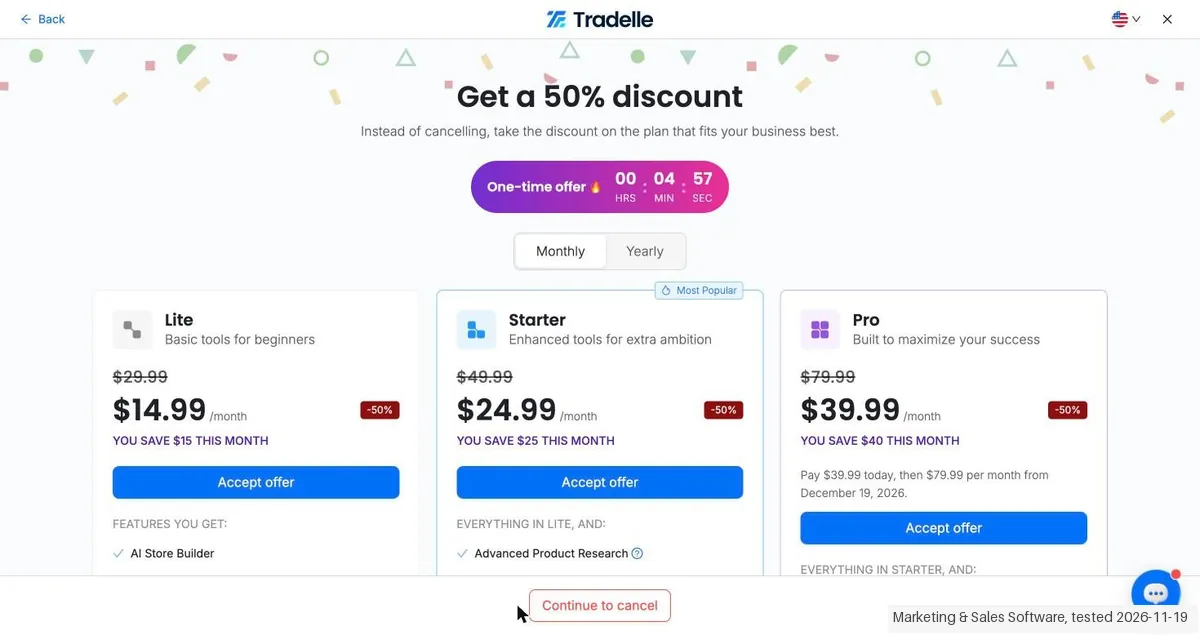 Back
Tradelle
Get a 50% discount
Instead of cancelling, take the discount on the plan that fits your business best.
One-time offer 🔥 00 : 04 : 57
HRS MIN SEC
Monthly Yearly
Most Popular
Lite
Basic tools for beginners
$29.99
$14.99 /month
-50%
YOU SAVE $15 THIS MONTH
Accept offer
FEATURES YOU GET:
AI Store Builder
Starter
Enhanced tools for extra ambition
$49.99
$24.99 /month
-50%
YOU SAVE $25 THIS MONTH
Accept offer
EVERYTHING IN LITE, AND:
Advanced Product Research
Pro
Built to maximize your success
$79.99
$39.99 /month
-50%
YOU SAVE $40 THIS MONTH
Pay $39.99 today, then $79.99 per month from
December 19, 2026.
Accept offer
EVERYTHING IN STARTER, AND:
Continue to cancel
Marketing & Sales Software, tested 2026-11-19